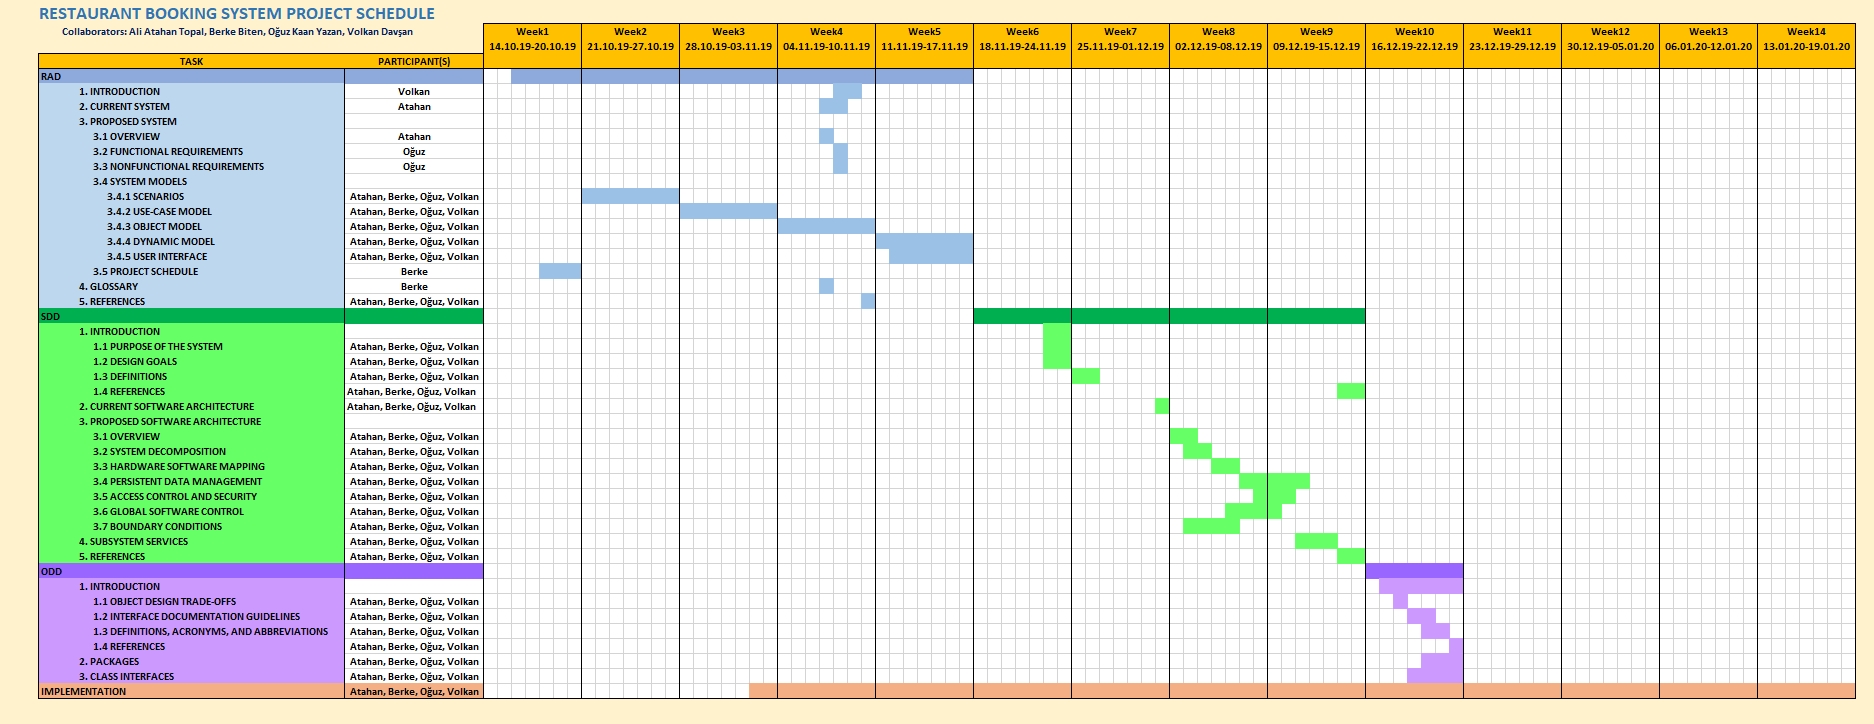 RESTAURANT BOOKING SYSTEM PROJECT SCHEDULE
Collaborators: Ali Atahan Topal, Berke Biten, Oğuz Kaan Yazan, Volkan Davşan
Week1 Week2 Week3 Week4 Week5 Week6 Week7 Week8 Week9 Week10 Week11 Week12 Week13 Week14
14.10.19-20.10.19 21.10.19-27.10.19 28.10.19-03.11.19 04.11.19-10.11.19 11.11.19-17.11.19 18.11.19-24.11.19 25.11.19-01.12.19 02.12.19-08.12.19 09.12.19-15.12.19 16.12.19-22.12.19 23.12.19-29.12.19 30.12.19-05.01.20 06.01.20-12.01.20 13.01.20-19.01.20
TASK PARTICIPANT(S)
RAD
1. INTRODUCTION Volkan
2. CURRENT SYSTEM Atahan
3. PROPOSED SYSTEM
3.1 OVERVIEW Atahan
3.2 FUNCTIONAL REQUIREMENTS Oğuz
3.3 NONFUNCTIONAL REQUIREMENTS Oğuz
3.4 SYSTEM MODELS
3.4.1 SCENARIOS Atahan, Berke, Oğuz, Volkan
3.4.2 USE-CASE MODEL Atahan, Berke, Oğuz, Volkan
3.4.3 OBJECT MODEL Atahan, Berke, Oğuz, Volkan
3.4.4 DYNAMIC MODEL Atahan, Berke, Oğuz, Volkan
3.4.5 USER INTERFACE Atahan, Berke, Oğuz, Volkan
3.5 PROJECT SCHEDULE Berke
4. GLOSSARY Berke
5. REFERENCES Atahan, Berke, Oğuz, Volkan
SDD
1. INTRODUCTION
1.1 PURPOSE OF THE SYSTEM Atahan, Berke, Oğuz, Volkan
1.2 DESIGN GOALS Atahan, Berke, Oğuz, Volkan
1.3 DEFINITIONS Atahan, Berke, Oğuz, Volkan
1.4 REFERENCES Atahan, Berke, Oğuz, Volkan
2. CURRENT SOFTWARE ARCHITECTURE Atahan, Berke, Oğuz, Volkan
3. PROPOSED SOFTWARE ARCHITECTURE
3.1 OVERVIEW Atahan, Berke, Oğuz, Volkan
3.2 SYSTEM DECOMPOSITION Atahan, Berke, Oğuz, Volkan
3.3 HARDWARE SOFTWARE MAPPING Atahan, Berke, Oğuz, Volkan
3.4 PERSISTENT DATA MANAGEMENT Atahan, Berke, Oğuz, Volkan
3.5 ACCESS CONTROL AND SECURITY Atahan, Berke, Oğuz, Volkan
3.6 GLOBAL SOFTWARE CONTROL Atahan, Berke, Oğuz, Volkan
3.7 BOUNDARY CONDITIONS Atahan, Berke, Oğuz, Volkan
4. SUBSYSTEM SERVICES Atahan, Berke, Oğuz, Volkan
5. REFERENCES Atahan, Berke, Oğuz, Volkan
ODD
1. INTRODUCTION
1.1 OBJECT DESIGN TRADE-OFFS Atahan, Berke, Oğuz, Volkan
1.2 INTERFACE DOCUMENTATION GUIDELINES Atahan, Berke, Oğuz, Volkan
1.3 DEFINITIONS, ACRONYMS, AND ABBREVIATIONS Atahan, Berke, Oğuz, Volkan
1.4 REFERENCES Atahan, Berke, Oğuz, Volkan
2. PACKAGES Atahan, Berke, Oğuz, Volkan
3. CLASS INTERFACES Atahan, Berke, Oğuz, Volkan
IMPLEMENTATION Atahan, Berke, Oğuz, Volkan